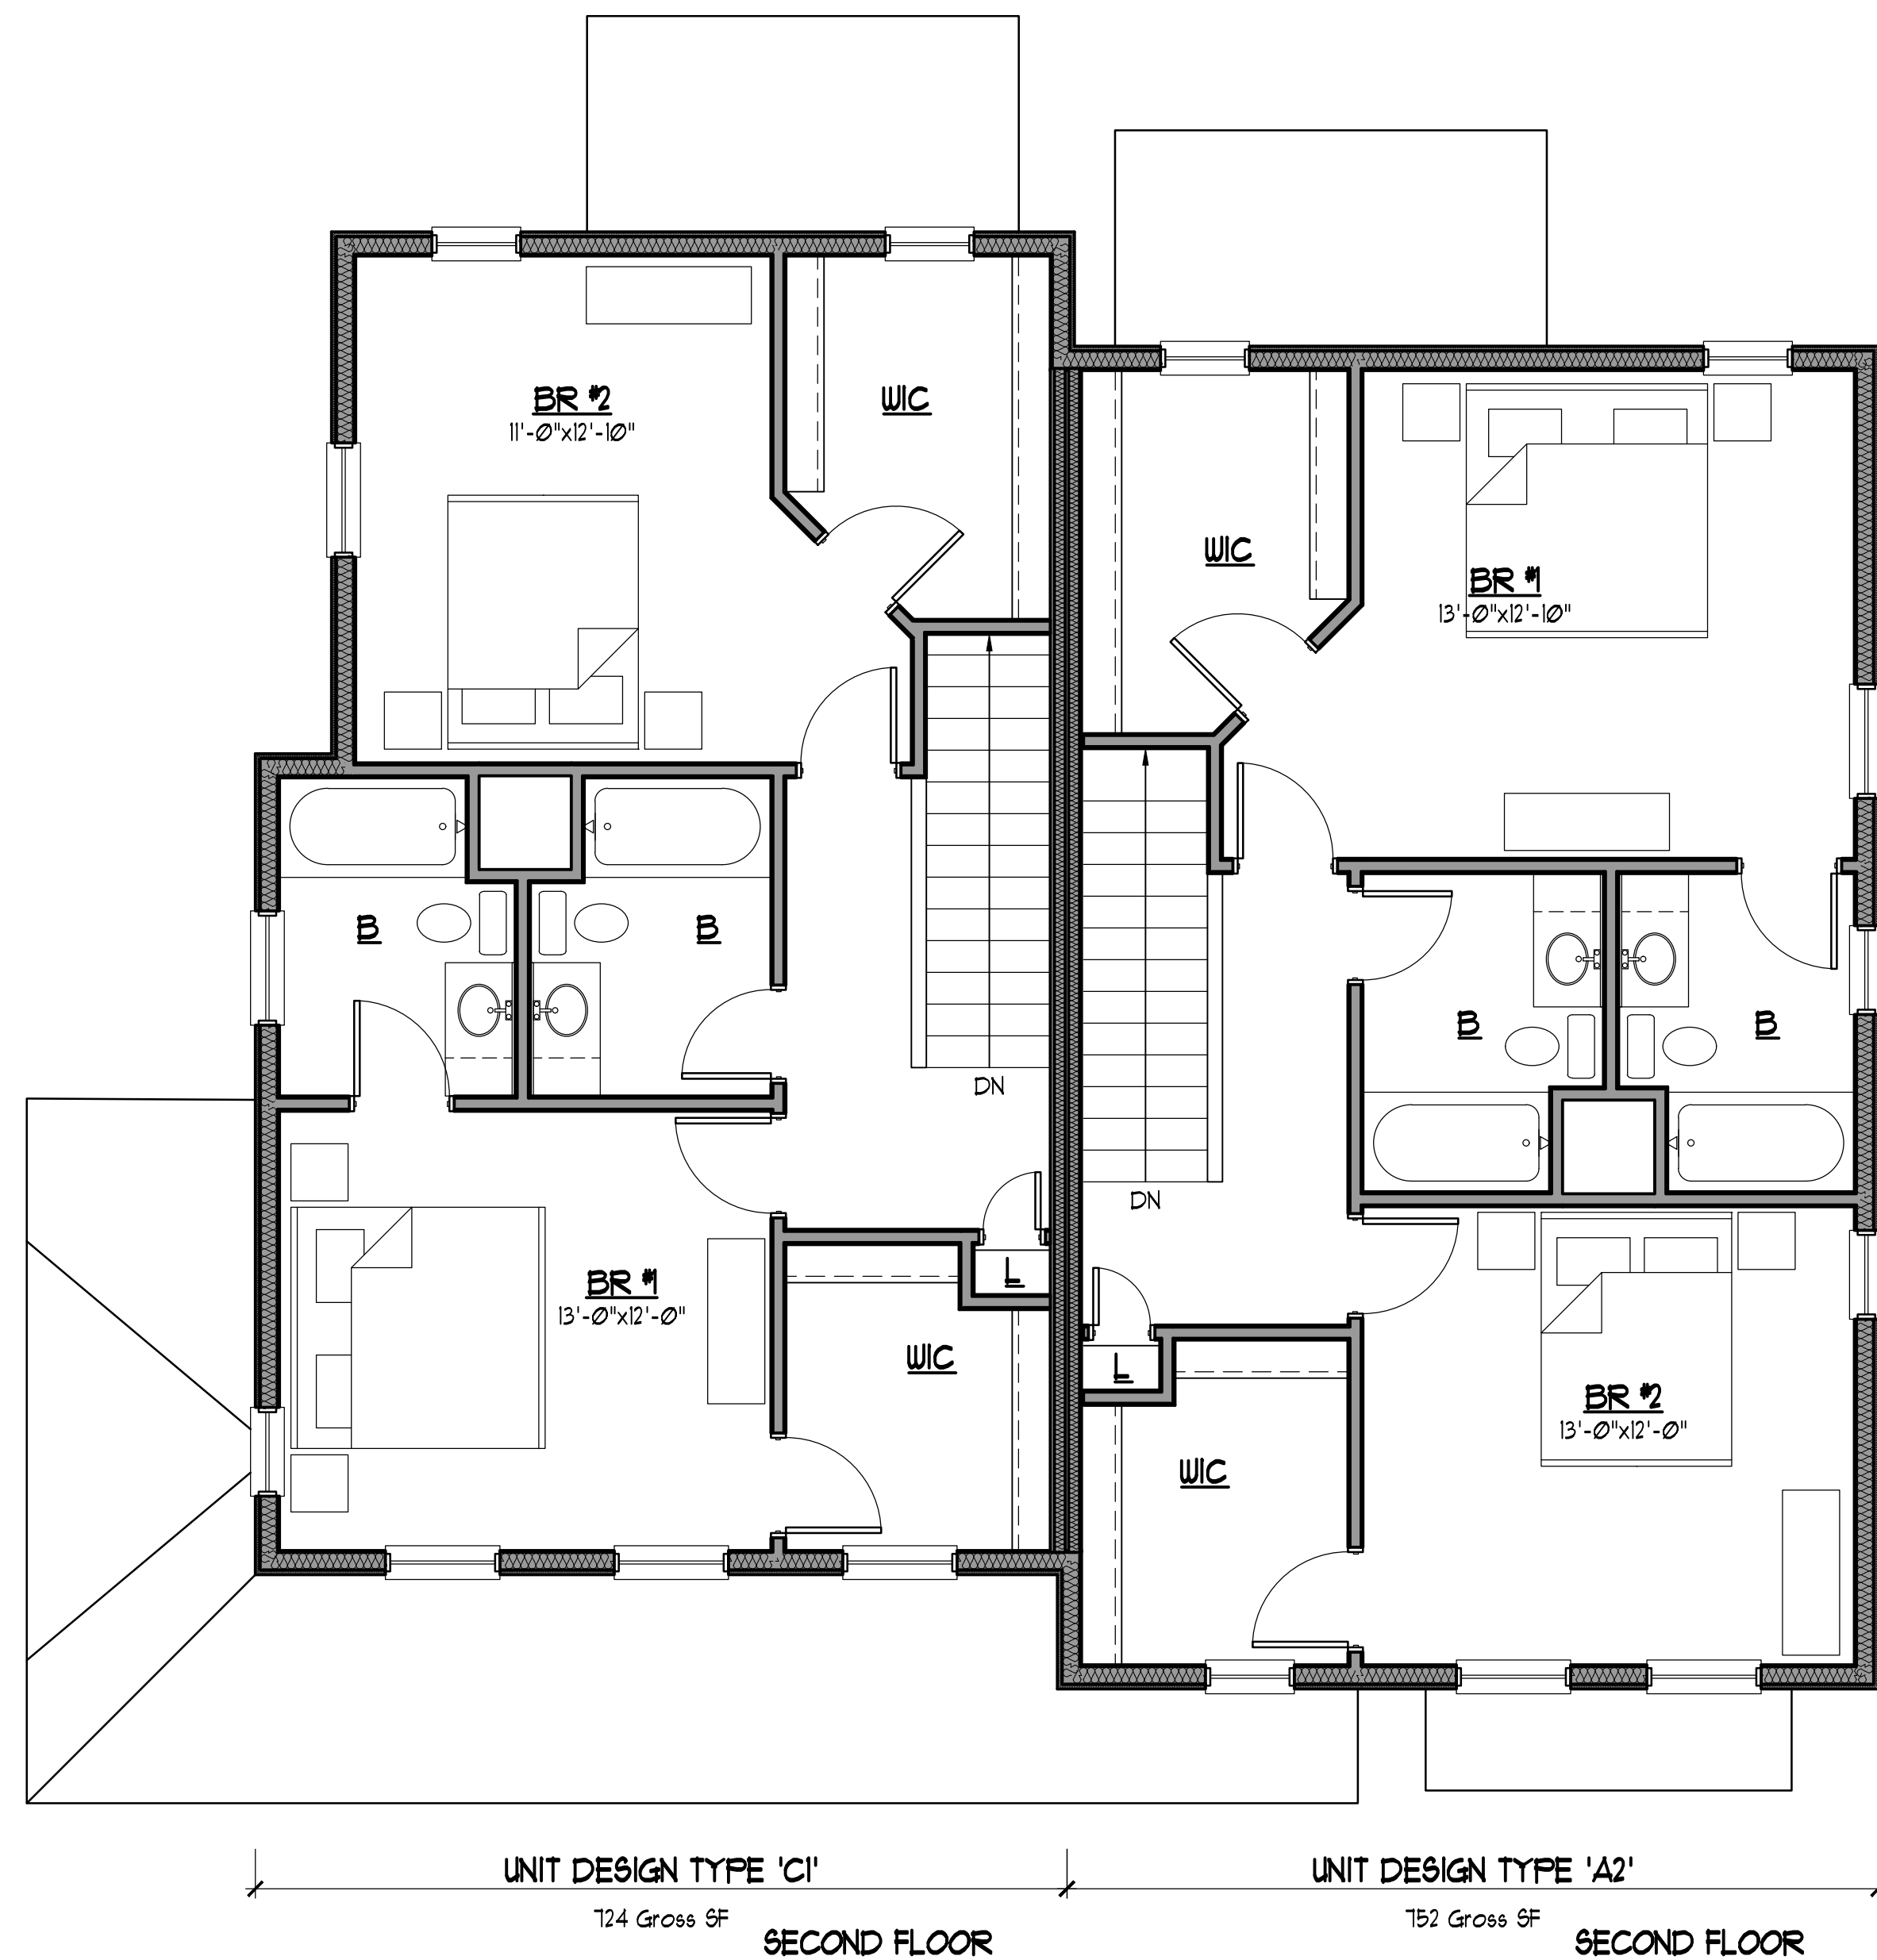 BR #2
11'-0"x12'-10"
WIC
WIC
BR #1
13'-0"x12'-10"
B
B
DN
B
B
DN
BR #1
13'-0"x12'-0"
L
WIC
L
BR #2
13'-0"x12'-0"
WIC
UNIT DESIGN TYPE 'C1'
724 Gross SF
SECOND FLOOR
UNIT DESIGN TYPE 'A2'
752 Gross SF
SECOND FLOOR